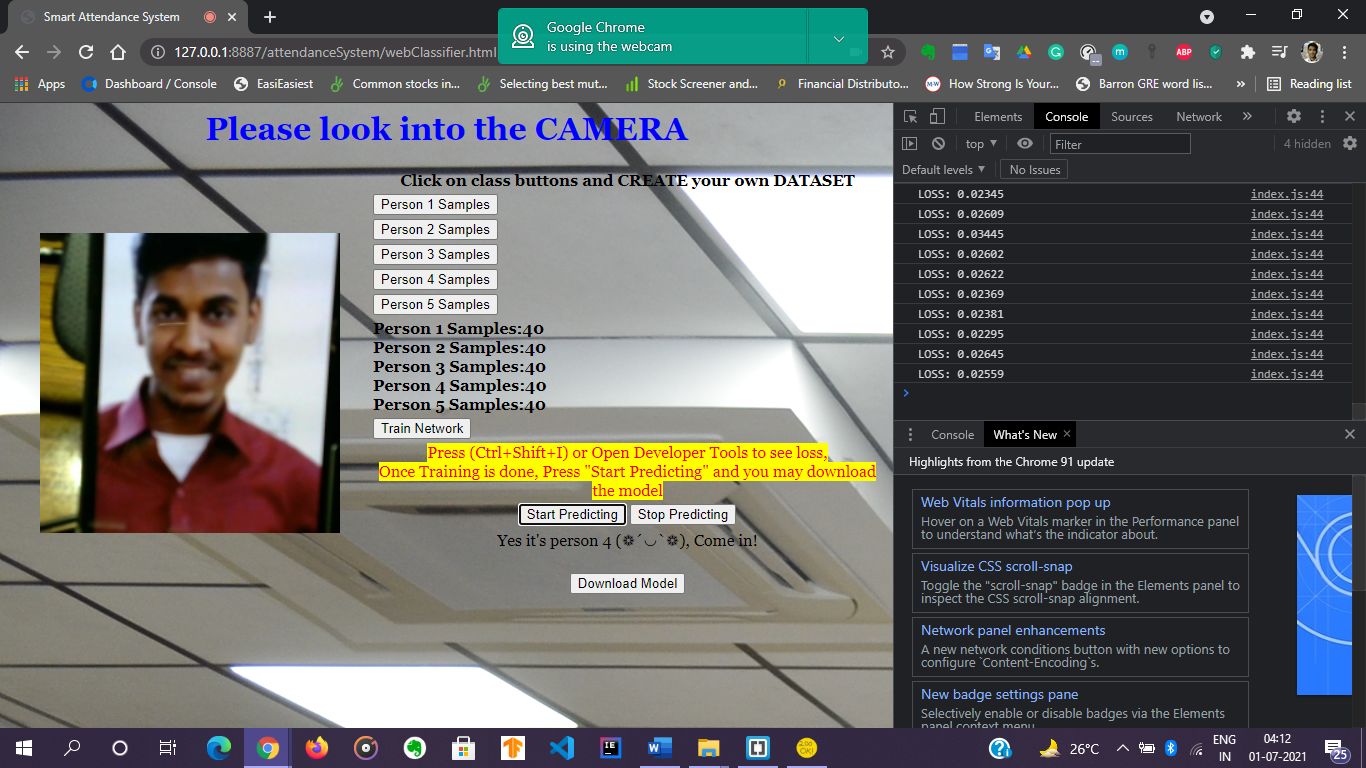 Smart Attendance System
Google Chrome
is using the webcam
127.0.0.1:8887/attendanceSystem/webClassifier.html
ABP
Apps
Dashboard / Console
EasiEasiest
Common stocks in...
Selecting best mut...
Stock Screener and...
Financial Distributo...
M-W
How Strong Is Your...
Barron GRE word lis...
»
Reading list
Please look into the CAMERA
Click on class buttons and CREATE your own DATASET
Person 1 Samples
Person 2 Samples
Person 3 Samples
Person 4 Samples
Person 5 Samples
Person 1 Samples:40
Person 2 Samples:40
Person 3 Samples:40
Person 4 Samples:40
Person 5 Samples:40
Train Network
Press (Ctrl+Shift+I) or Open Developer Tools to see loss,
Once Training is done, Press "Start Predicting" and you may download
the model
Start Predicting Stop Predicting
Yes it's person 4 (❁´◡`❁), Come in!
Download Model
Elements Console Sources Network »
top Filter 4 hidden
Default levels No Issues
LOSS: 0.02345 index.js:44
LOSS: 0.02609 index.js:44
LOSS: 0.03445 index.js:44
LOSS: 0.02602 index.js:44
LOSS: 0.02622 index.js:44
LOSS: 0.02369 index.js:44
LOSS: 0.02381 index.js:44
LOSS: 0.02295 index.js:44
LOSS: 0.02645 index.js:44
LOSS: 0.02559 index.js:44
Console What's New
Highlights from the Chrome 91 update
Web Vitals information pop up
Hover on a Web Vitals marker in the Performance panel
to understand what's the indicator about.
Visualize CSS scroll-snap
Toggle the "scroll-snap" badge in the Elements panel to
inspect the CSS scroll-snap alignment.
Network panel enhancements
A new network conditions button with new options to
configure `Content-Encoding`s.
New badge settings pane
Selectively enable or disable badges via the Elements
panel context menu.
26°C
ENG
IN
04:12
01-07-2021
25